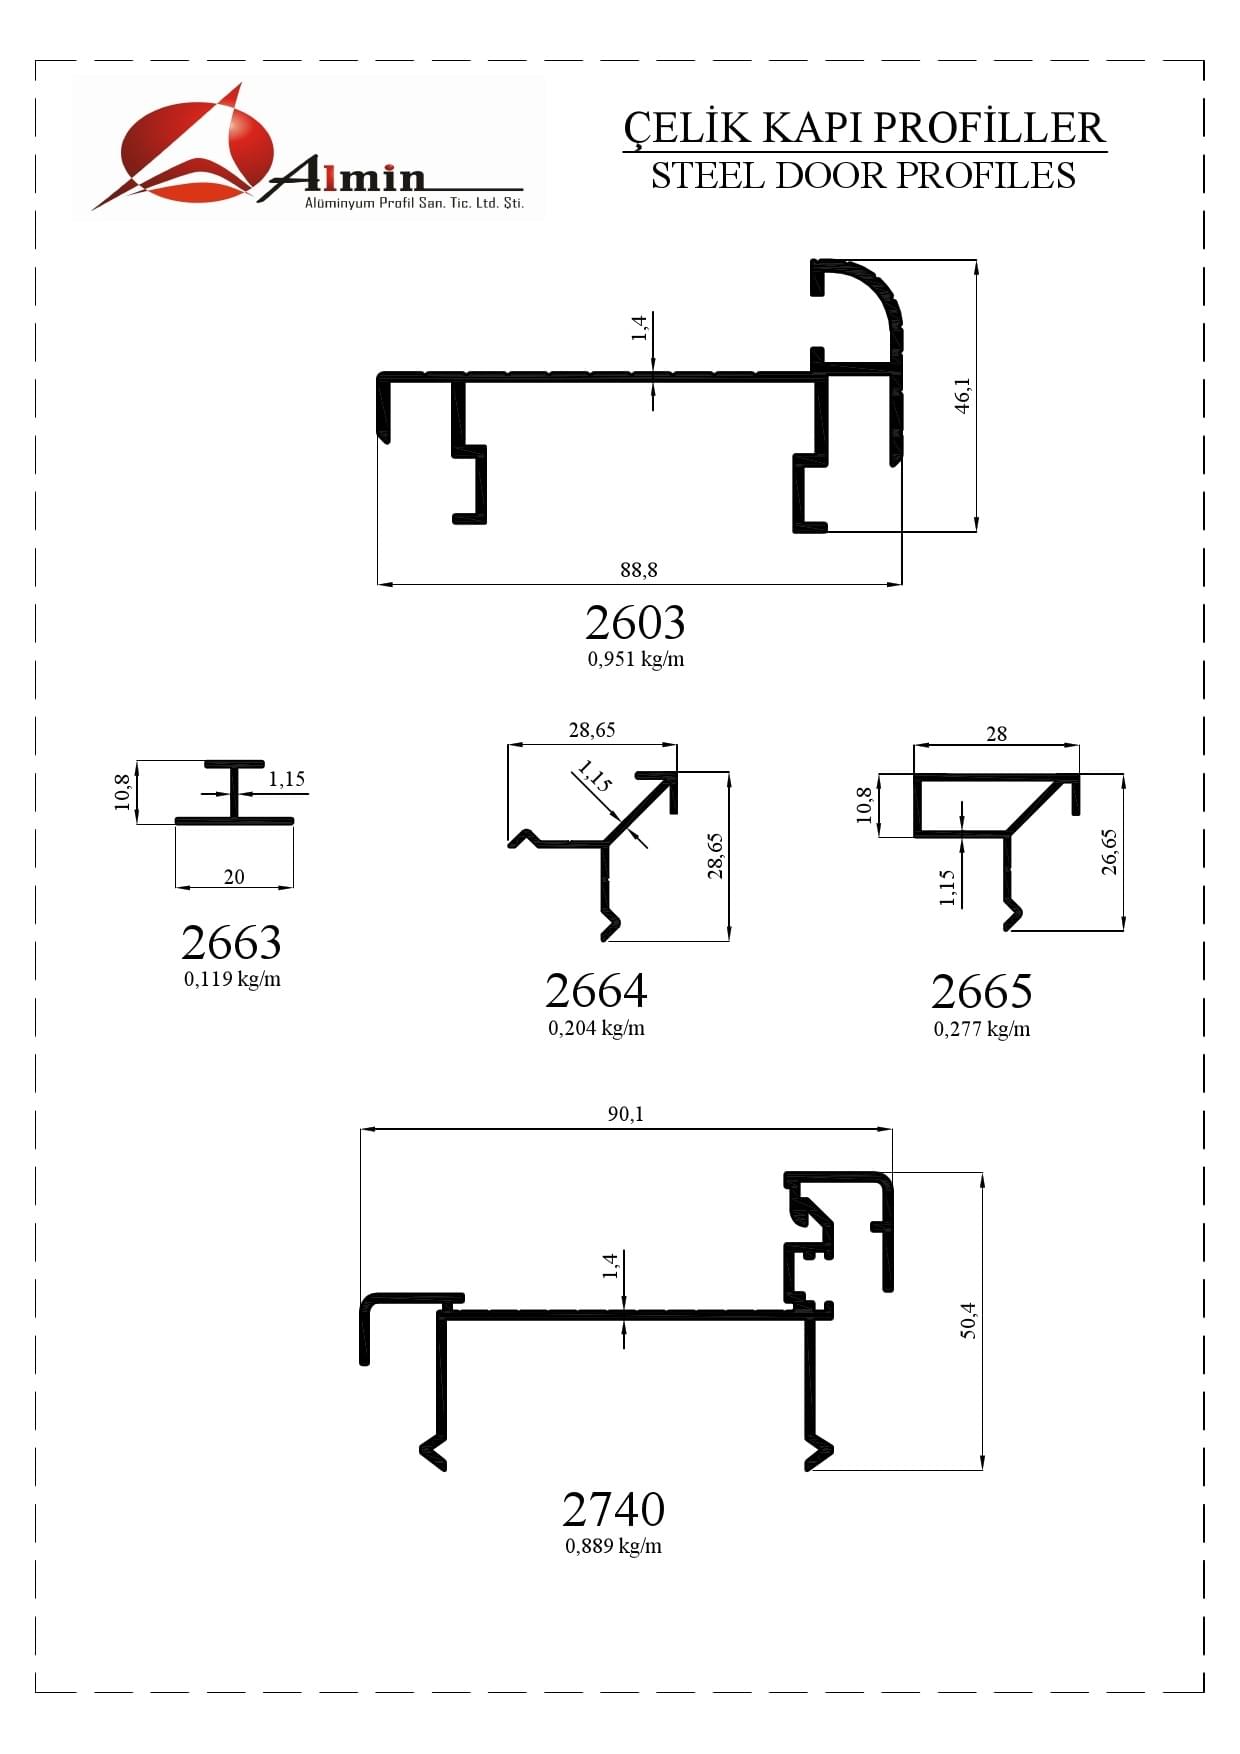 Almin
Alüminyum Profil San. Tic. Ltd. Şti.
ÇELİK KAPI PROFİLLER
STEEL DOOR PROFILES
1,4
46,1
88,8
2603
0,951 kg/m
10,8
1,15
20
2663
0,119 kg/m
28,65
1,15
28,65
2664
0,204 kg/m
28
10,8
1,15
26,65
2665
0,277 kg/m
90,1
1,4
50,4
2740
0,889 kg/m